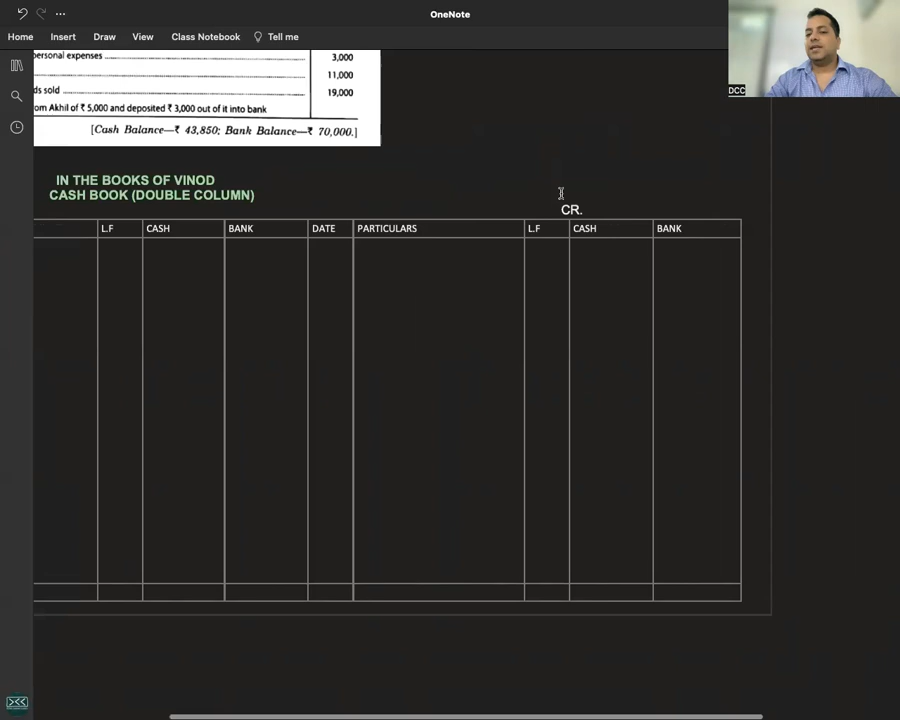 OneNote
Home Insert Draw View Class Notebook Tell me
DCC
personal expenses 3,000
11,000
ds sold 19,000
om Akhil of ₹ 5,000 and deposited ₹ 3,000 out of it into bank
[Cash Balance—₹ 43,850; Bank Balance—₹ 70,000.]
IN THE BOOKS OF VINOD
CASH BOOK (DOUBLE COLUMN)
CR.
L.F CASH BANK DATE PARTICULARS L.F CASH BANK